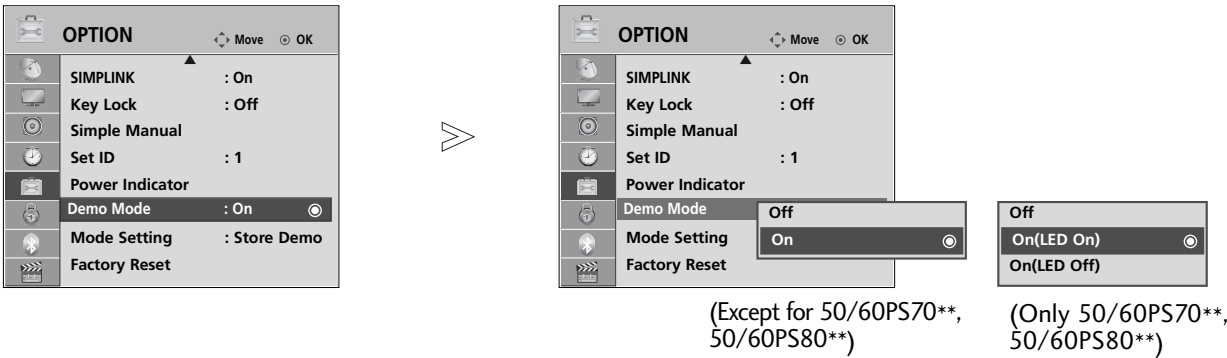 OPTION
Move
OK
SIMPLINK : On
Key Lock : Off
Simple Manual
Set ID : 1
Power Indicator
Demo Mode : On
Mode Setting : Store Demo
Factory Reset
OPTION
Move
OK
SIMPLINK : On
Key Lock : Off
Simple Manual
Set ID : 1
Power Indicator
Demo Mode
Mode Setting
Factory Reset
Off
On
(Except for 50/60PS70**,
50/60PS80**)
Off
On(LED On)
On(LED Off)
(Only 50/60PS70**,
50/60PS80**)